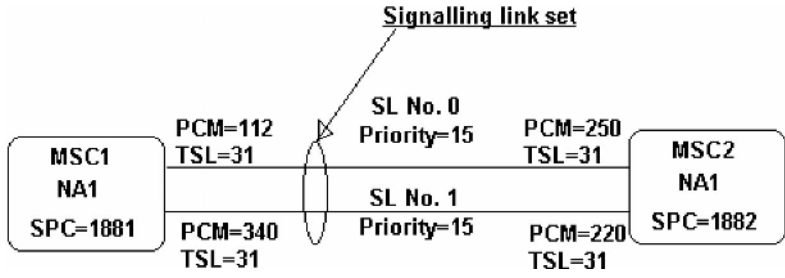 Signalling link set
SL No. 0
Priority=15
PCM=112
TSL=31
PCM=250
TSL=31
MSC1
NA1
SPC=1881
MSC2
NA1
SPC=1882
SL No. 1
Priority=15
PCM=340
TSL=31
PCM=220
TSL=31